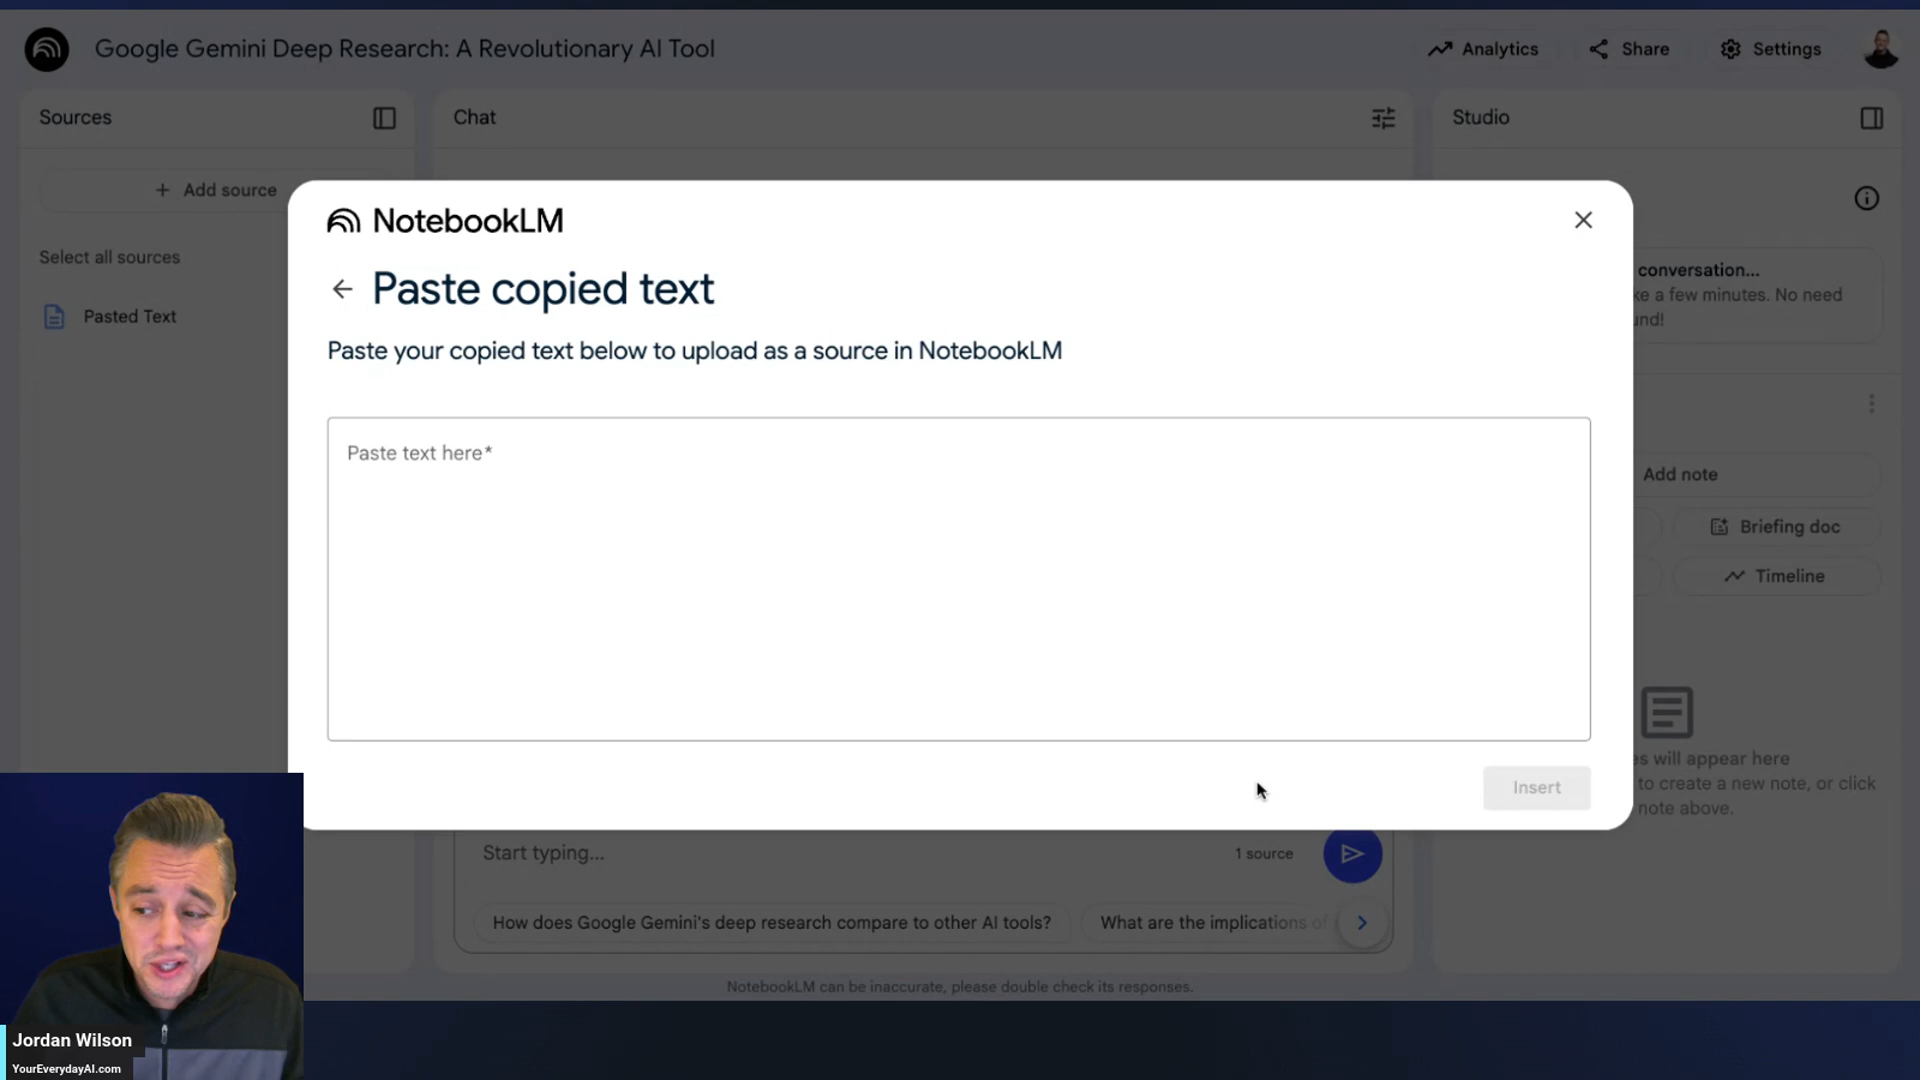 Google Gemini Deep Research: A Revolutionary AI Tool
Analytics
Share
Settings
Sources
Chat
Studio
+ Add source
Select all sources
Pasted Text
NotebookLM
Paste copied text
Paste your copied text below to upload as a source in NotebookLM
Paste text here*
Insert
conversation...
ke a few minutes. No need
und!
Add note
Briefing doc
Timeline
es will appear here
to create a new note, or click
note above.
Start typing...
1 source
How does Google Gemini's deep research compare to other AI tools?
What are the implications of
NotebookLM can be inaccurate, please double check its responses.
Jordan Wilson
YourEverydayAI.com